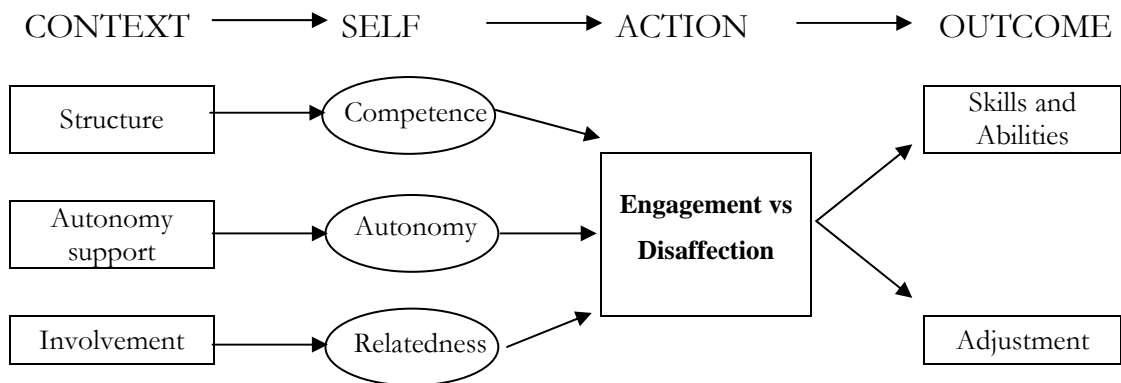 CONTEXT SELF ACTION OUTCOME
Structure
Competence
Skills and
Abilities
Autonomy
support
Autonomy
Engagement vs
Disaffection
Involvement
Relatedness
Adjustment